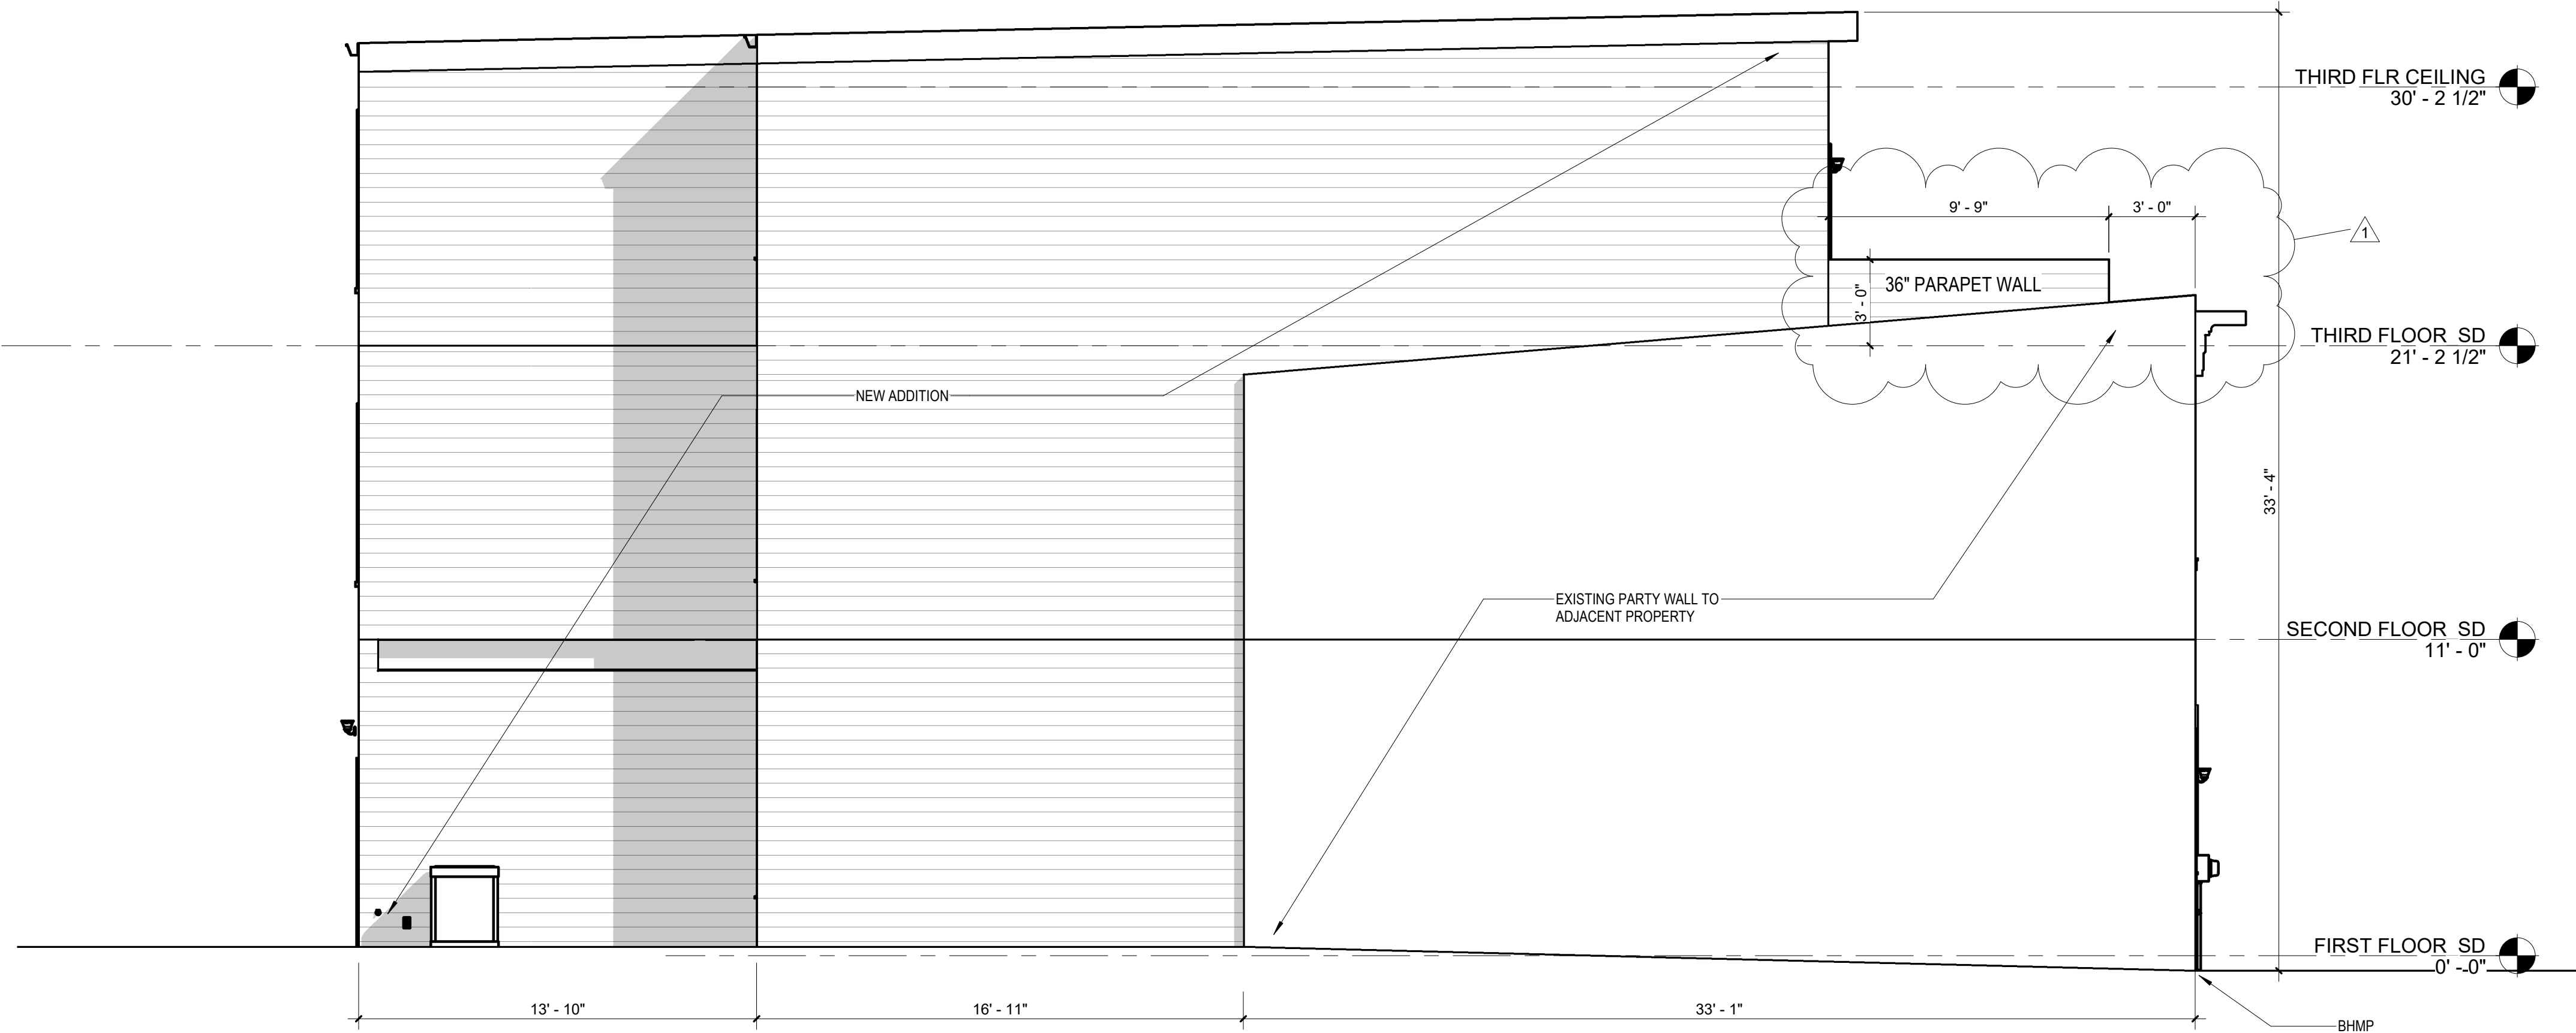 THIRD FLR CEILING
30' - 2 1/2"
9' - 9"
3' - 0"
1
36" PARAPET WALL
3' - 0"
THIRD FLOOR SD
21' - 2 1/2"
NEW ADDITION
33' - 4"
EXISTING PARTY WALL TO
ADJACENT PROPERTY
SECOND FLOOR SD
11' - 0"
FIRST FLOOR SD
0' - 0"
13' - 10"
16' - 11"
33' - 1"
BHMP